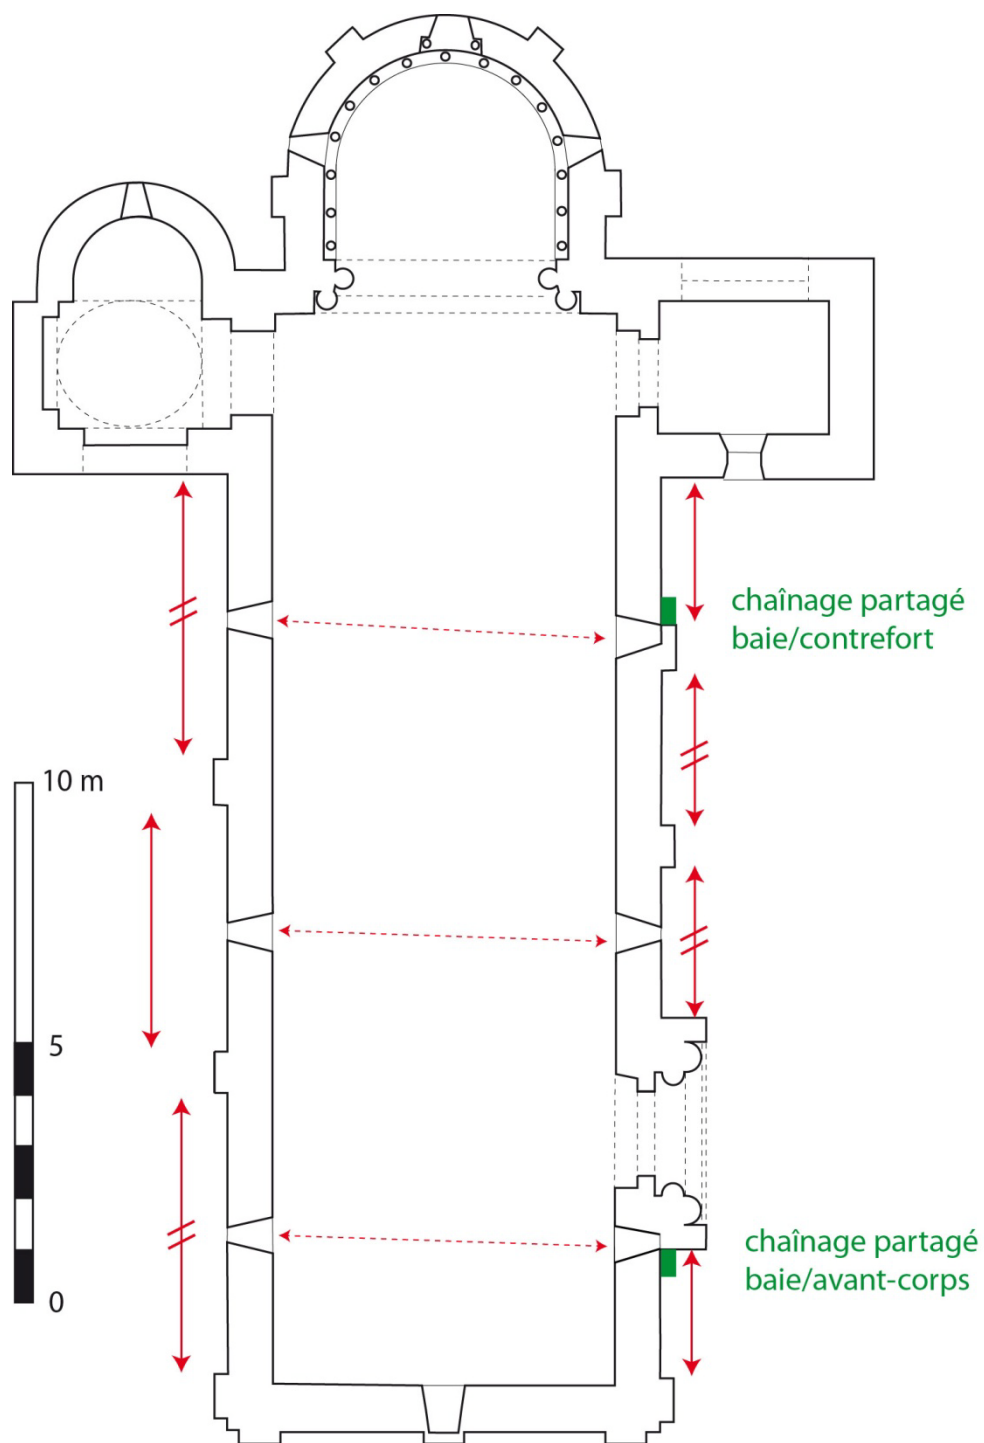 chaînage partagé
baie/contrefort
10 m
5
chaînage partagé
baie/avant-corps
0